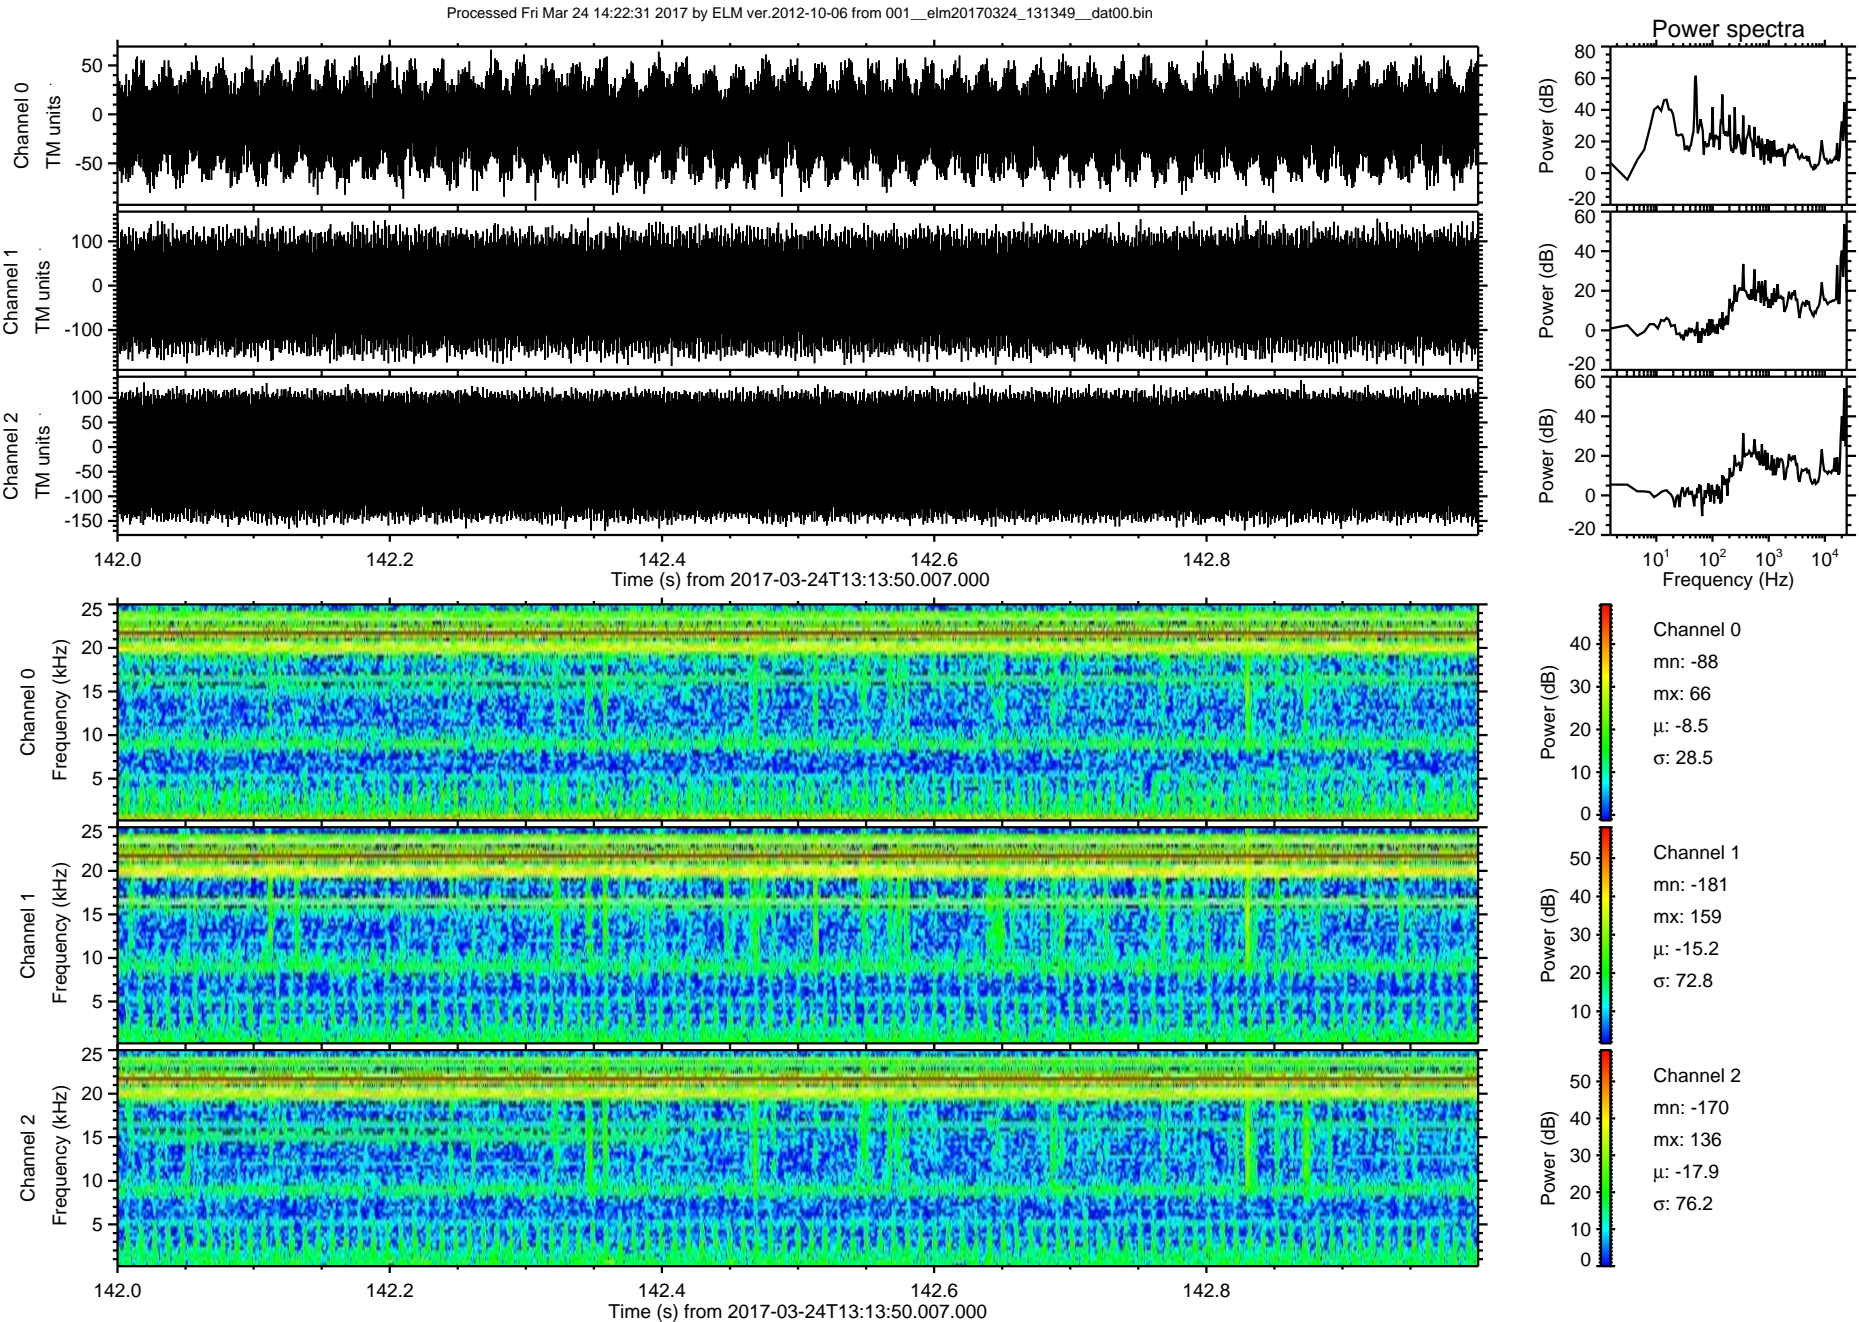 Processed Fri Mar 24 14:22:31 2017 by ELM ver.2012-10-06 from 001__elm20170324_131349__dat00.bin
Power spectra
Channel 0
TM units
50
0
-50
Power (dB)
80
60
40
20
0
-20
Channel 1
TM units
100
0
-100
Power (dB)
60
40
20
0
-20
Channel 2
TM units
100
50
0
-50
-100
-150
Power (dB)
60
40
20
0
-20
142.0 142.2 142.4 142.6 142.8
Time (s) from 2017-03-24T13:13:50.007.000
10^1 10^2 10^3 10^4
Frequency (Hz)
Channel 0
Frequency (kHz)
25
20
15
10
5
Power (dB)
40
30
20
10
0
Channel 0
mn: -88
mx: 66
μ: -8.5
σ: 28.5
Channel 1
Frequency (kHz)
25
20
15
10
5
Power (dB)
50
40
30
20
10
Channel 1
mn: -181
mx: 159
μ: -15.2
σ: 72.8
Channel 2
Frequency (kHz)
25
20
15
10
5
Power (dB)
50
40
30
20
10
0
Channel 2
mn: -170
mx: 136
μ: -17.9
σ: 76.2
142.0 142.2 142.4 142.6 142.8
Time (s) from 2017-03-24T13:13:50.007.000